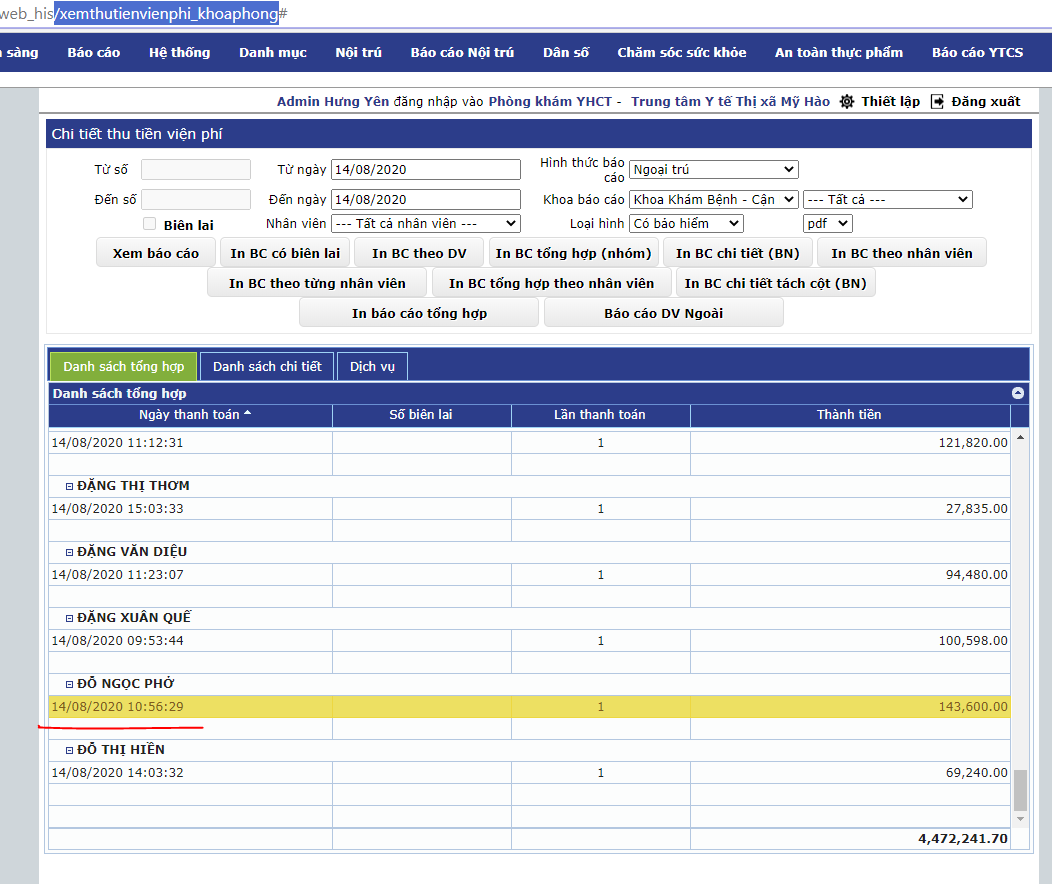 web_his/xemthutienvienphi_khoaphong#
sàng Báo cáo Hệ thống Danh mục Nội trú Báo cáo Nội trú Dân số Chăm sóc sức khỏe An toàn thực phẩm Báo cáo YTCS
Admin Hưng Yên đăng nhập vào Phòng khám YHCT - Trung tâm Y tế Thị xã Mỹ Hào Thiết lập Đăng xuất
Chi tiết thu tiền viện phí
Từ số Từ ngày 14/08/2020 Hình thức báo cáo Ngoại trú
Đến số Đến ngày 14/08/2020 Khoa báo cáo Khoa Khám Bệnh - Cận --- Tất cả ---
Biên lai Nhân viên --- Tất cả nhân viên --- Loại hình Có bảo hiểm pdf
Xem báo cáo In BC có biên lai In BC theo DV In BC tổng hợp (nhóm) In BC chi tiết (BN) In BC theo nhân viên
In BC theo từng nhân viên In BC tổng hợp theo nhân viên In BC chi tiết tách cột (BN)
In báo cáo tổng hợp Báo cáo DV Ngoài
Danh sách tổng hợp Danh sách chi tiết Dịch vụ
Danh sách tổng hợp
Ngày thanh toán Số biên lai Lần thanh toán Thành tiền
14/08/2020 11:12:31 1 121,820.00
ĐẶNG THỊ THƠM
14/08/2020 15:03:33 1 27,835.00
ĐẶNG VĂN DIỆU
14/08/2020 11:23:07 1 94,480.00
ĐẶNG XUÂN QUẾ
14/08/2020 09:53:44 1 100,598.00
ĐỖ NGỌC PHỞ
14/08/2020 10:56:29 1 143,600.00
ĐỖ THỊ HIỀN
14/08/2020 14:03:32 1 69,240.00
4,472,241.70